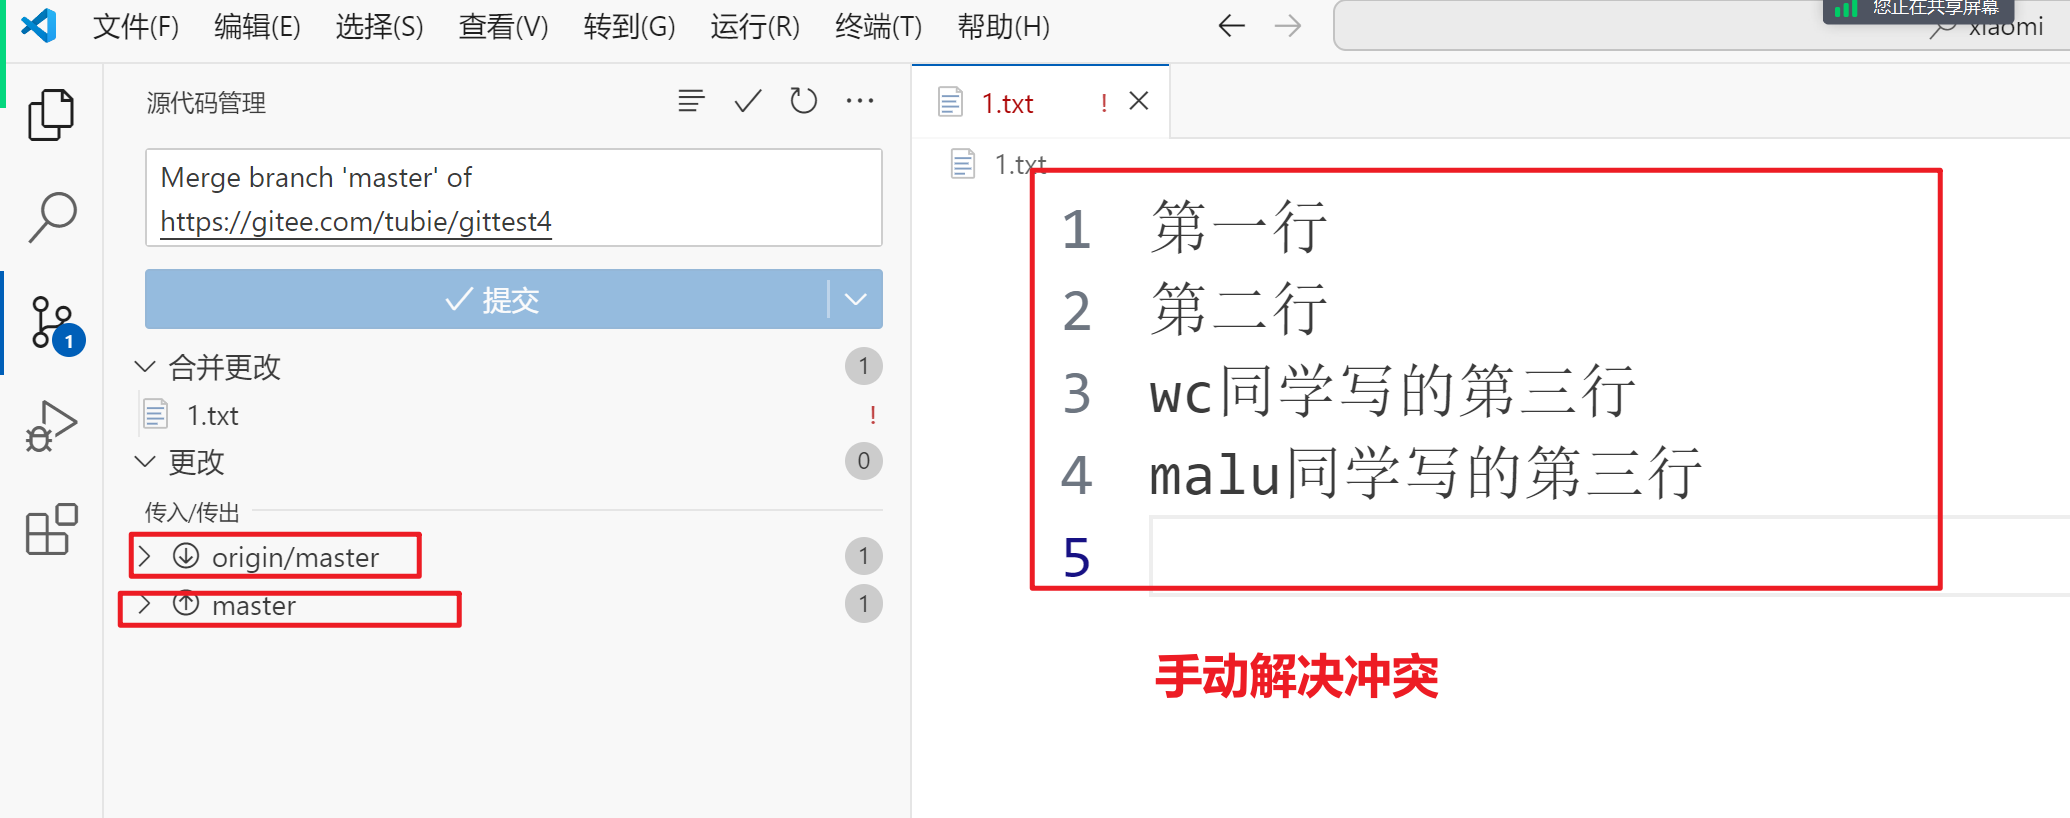 文件(F) 编辑(E) 选择(S) 查看(V) 转到(G) 运行(R) 终端(T) 帮助(H)
您正在共享屏幕
xiaomi
源代码管理
1.txt !
1.txt
Merge branch 'master' of
https://gitee.com/tubie/gittest4
提交
1
合并更改 1
1.txt !
更改 0
传入/传出
origin/master 1
master 1
1 第一行
2 第二行
3 wc同学写的第三行
4 malu同学写的第三行
5
手动解决冲突